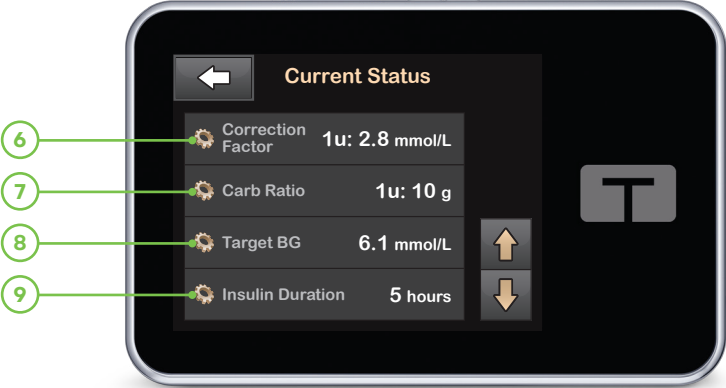 Current Status
6
Correction
Factor
1u: 2.8 mmol/L
7
Carb Ratio
1u: 10 g
8
Target BG
6.1 mmol/L
9
Insulin Duration
5 hours
T